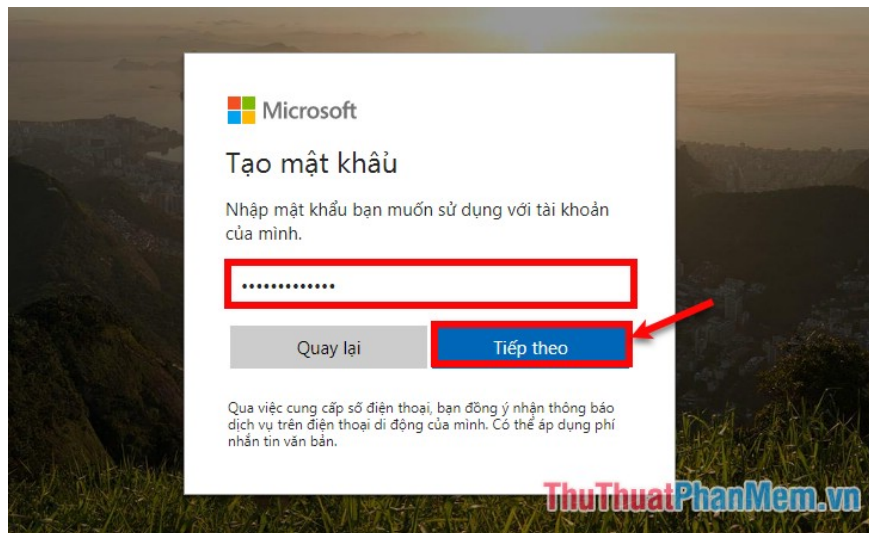 Microsoft
Tạo mật khẩu
Nhập mật khẩu bạn muốn sử dụng với tài khoản
của mình.
•••••••••••••
Quay lại
Tiếp theo
Qua việc cung cấp số điện thoại, bạn đồng ý nhận thông báo
dịch vụ trên điện thoại di động của mình. Có thể áp dụng phí
nhắn tin văn bản.
ThuThuatPhanMem.vn